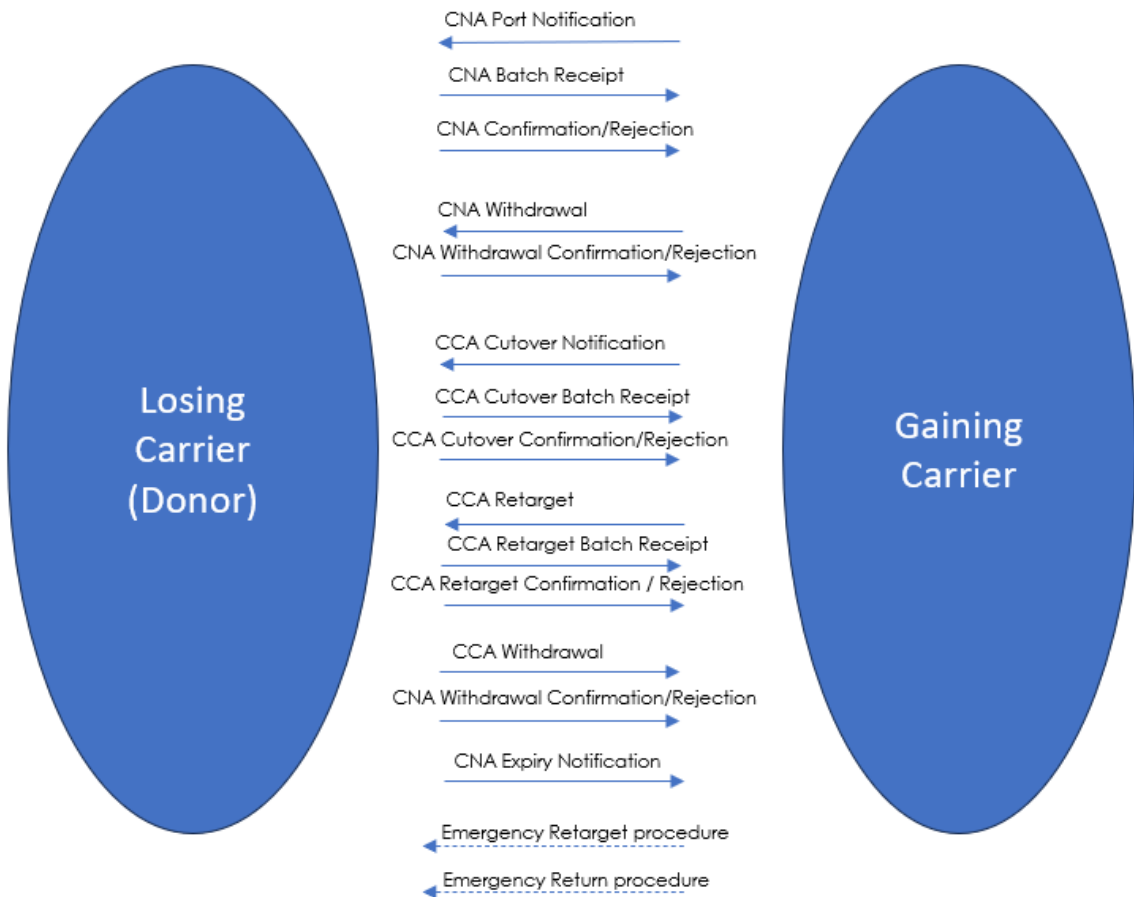 CNA Port Notification
CNA Batch Receipt
CNA Confirmation/Rejection
CNA Withdrawal
CNA Withdrawal Confirmation/Rejection
CCA Cutover Notification
CCA Cutover Batch Receipt
CCA Cutover Confirmation/Rejection
CCA Retarget
CCA Retarget Batch Receipt
CCA Retarget Confirmation / Rejection
CCA Withdrawal
CNA Withdrawal Confirmation/Rejection
CNA Expiry Notification
Emergency Retarget procedure
Emergency Return procedure
Losing
Carrier
(Donor)
Gaining
Carrier